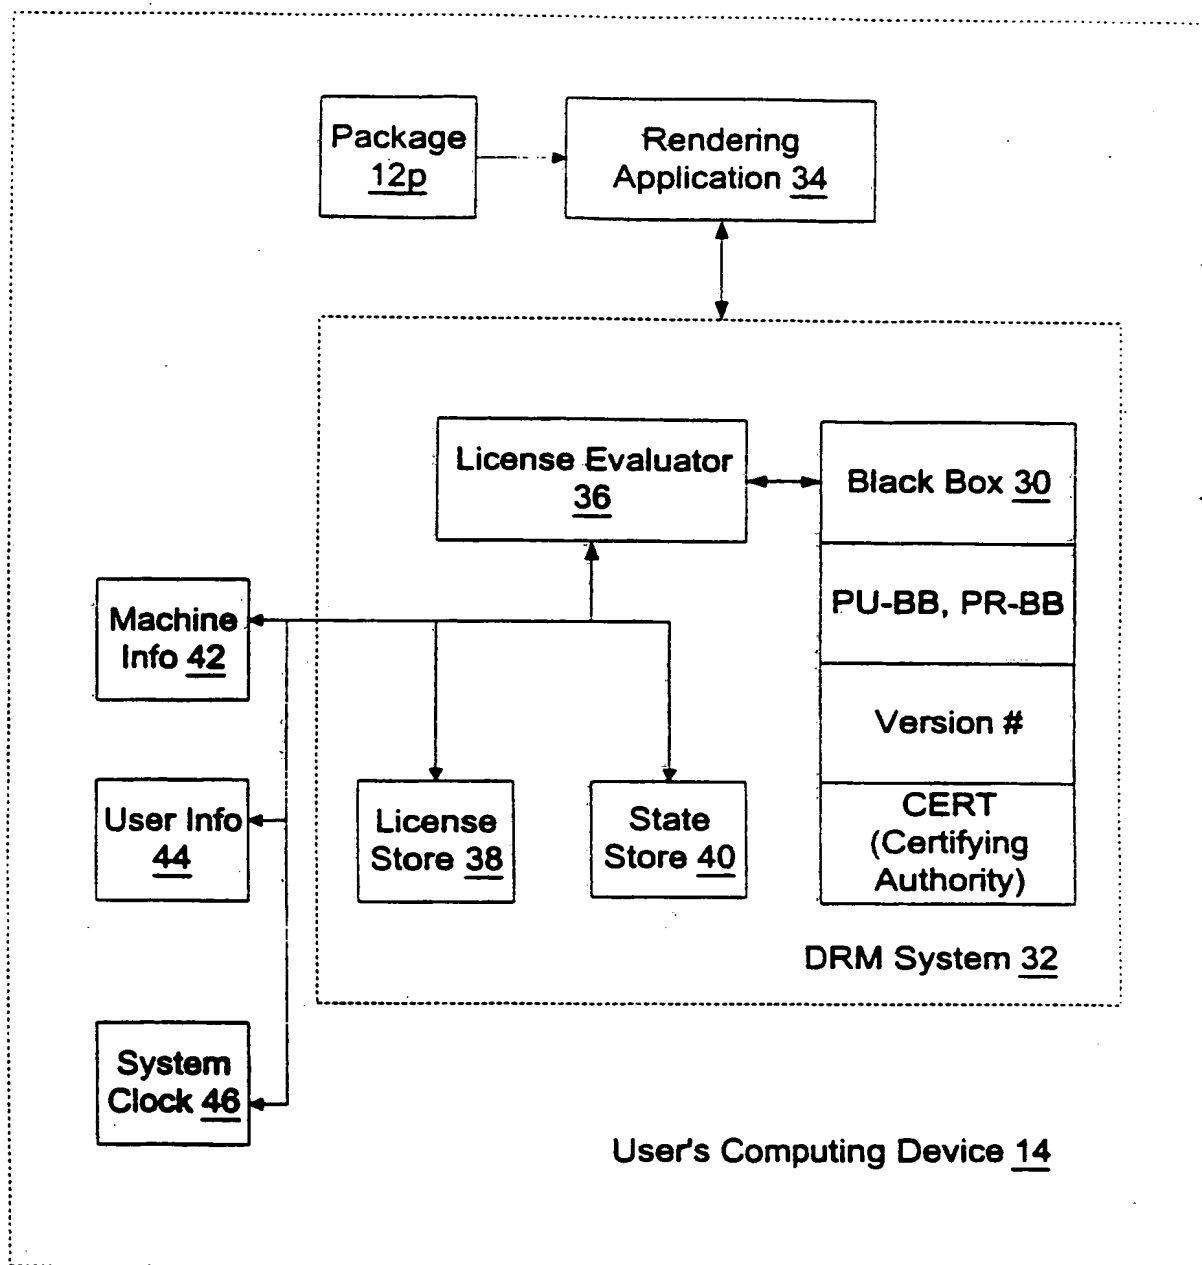 Package
12p
Rendering
Application 34
License Evaluator
36
Black Box 30
PU-BB, PR-BB
Version #
CERT
(Certifying
Authority)
Machine
Info 42
User Info
44
License
Store 38
State
Store 40
DRM System 32
System
Clock 46
User's Computing Device 14